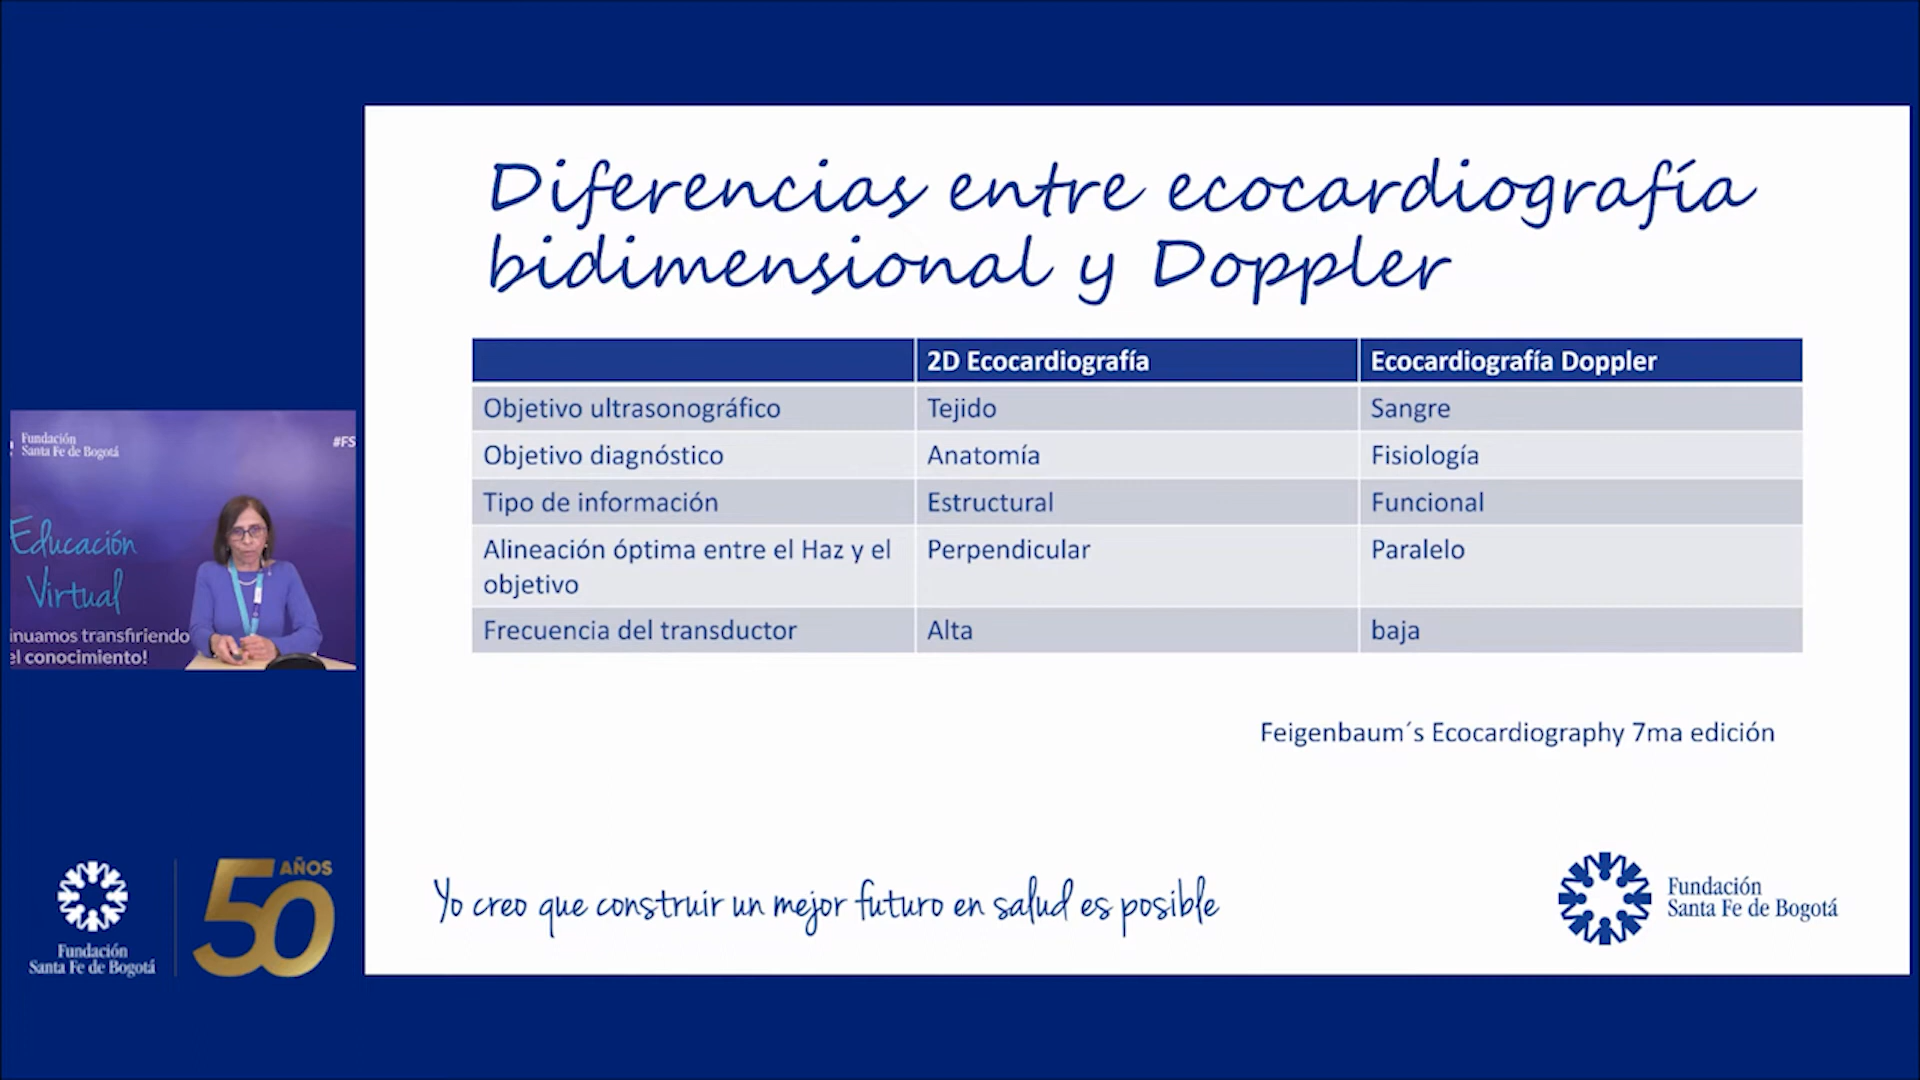 Diferencias entre ecocardiografía
bidimensional y Doppler
2D Ecocardiografía
Ecocardiografía Doppler
Objetivo ultrasonográfico
Tejido
Sangre
Objetivo diagnóstico
Anatomía
Fisiología
Tipo de información
Estructural
Funcional
Alineación óptima entre el Haz y el
objetivo
Perpendicular
Paralelo
Frecuencia del transductor
Alta
baja
Feigenbaum´s Ecocardiography 7ma edición
Yo creo que construir un mejor futuro en salud es posible
Fundación
Santa Fe de Bogotá
Fundación
Santa Fe de Bogotá
#FS
Educación
Virtual
inuamos transfiriendo
el conocimiento!
Fundación
Santa Fe de Bogotá
50 AÑOS